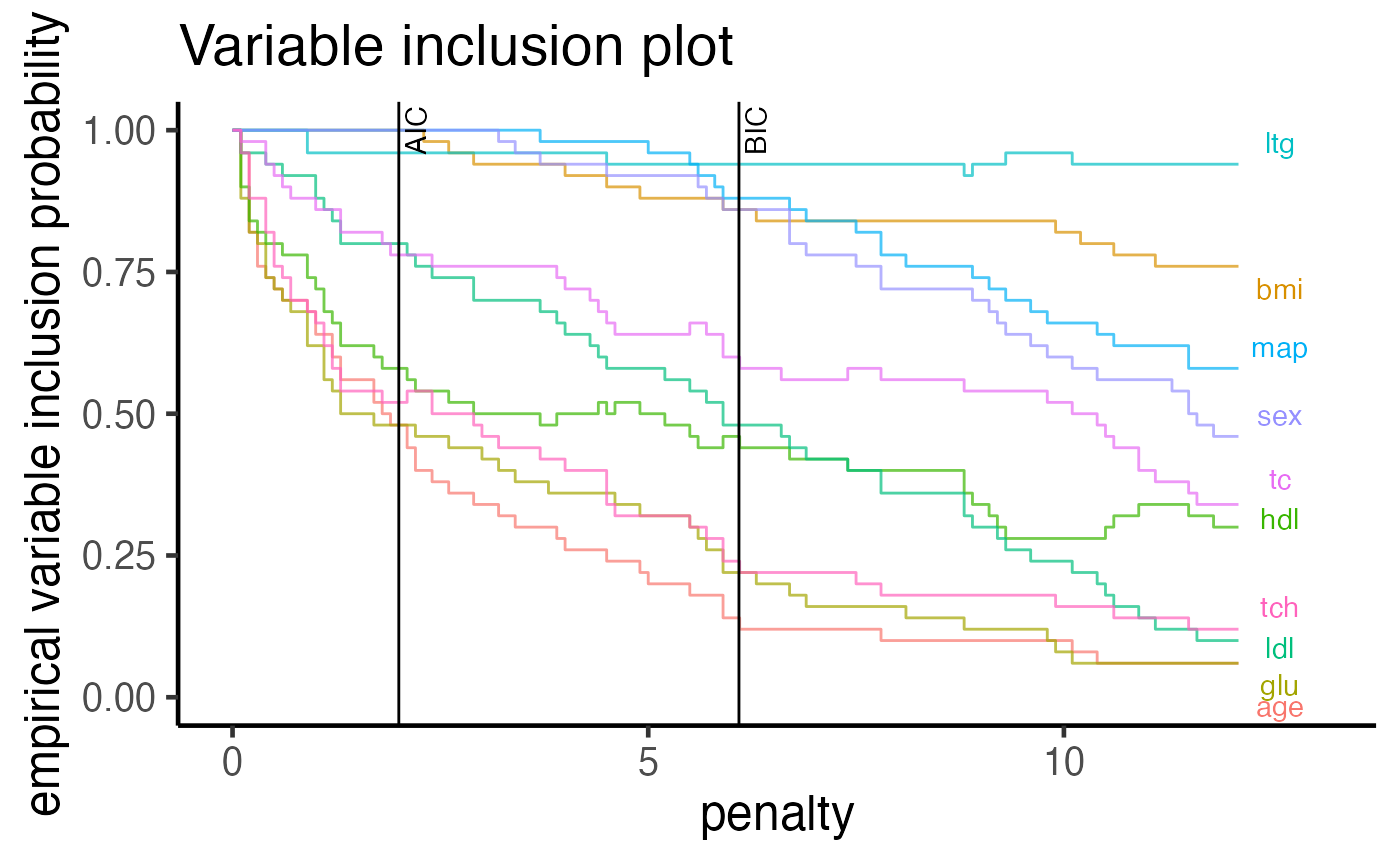 Variable inclusion plot
empirical variable inclusion probability
1.00
0.75
0.50
0.25
0.00
AIC
BIC
ltg
bmi
map
sex
tc
hdl
tch
ldl
glu
age
0
5
10
penalty